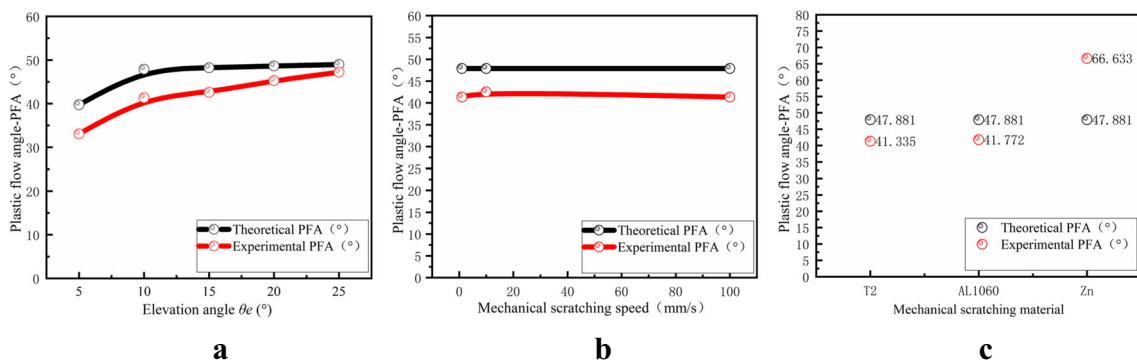 Plastic flow angle-PFA (°)
60
50
40
30
20
10
0
Theoretical PFA（°）
Experimental PFA（°）
5 10 15 20 25
Elevation angle θe (°)
a
Plastic flow angle-PFA (°)
60
55
50
45
40
35
30
25
20
15
10
5
0
Theoretical PFA（°）
Experimental PFA（°）
0 20 40 60 80 100
Mechanical scratching speed（mm/s）
b
Plastic flow angle-PFA (°)
80
75
70
65
60
55
50
45
40
35
30
25
20
15
10
5
0
66.633
47.881 47.881 47.881
41.335 41.772
Theoretical PFA（°）
Experimental PFA（°）
T2 AL1060 Zn
Mechanical scratching material
c